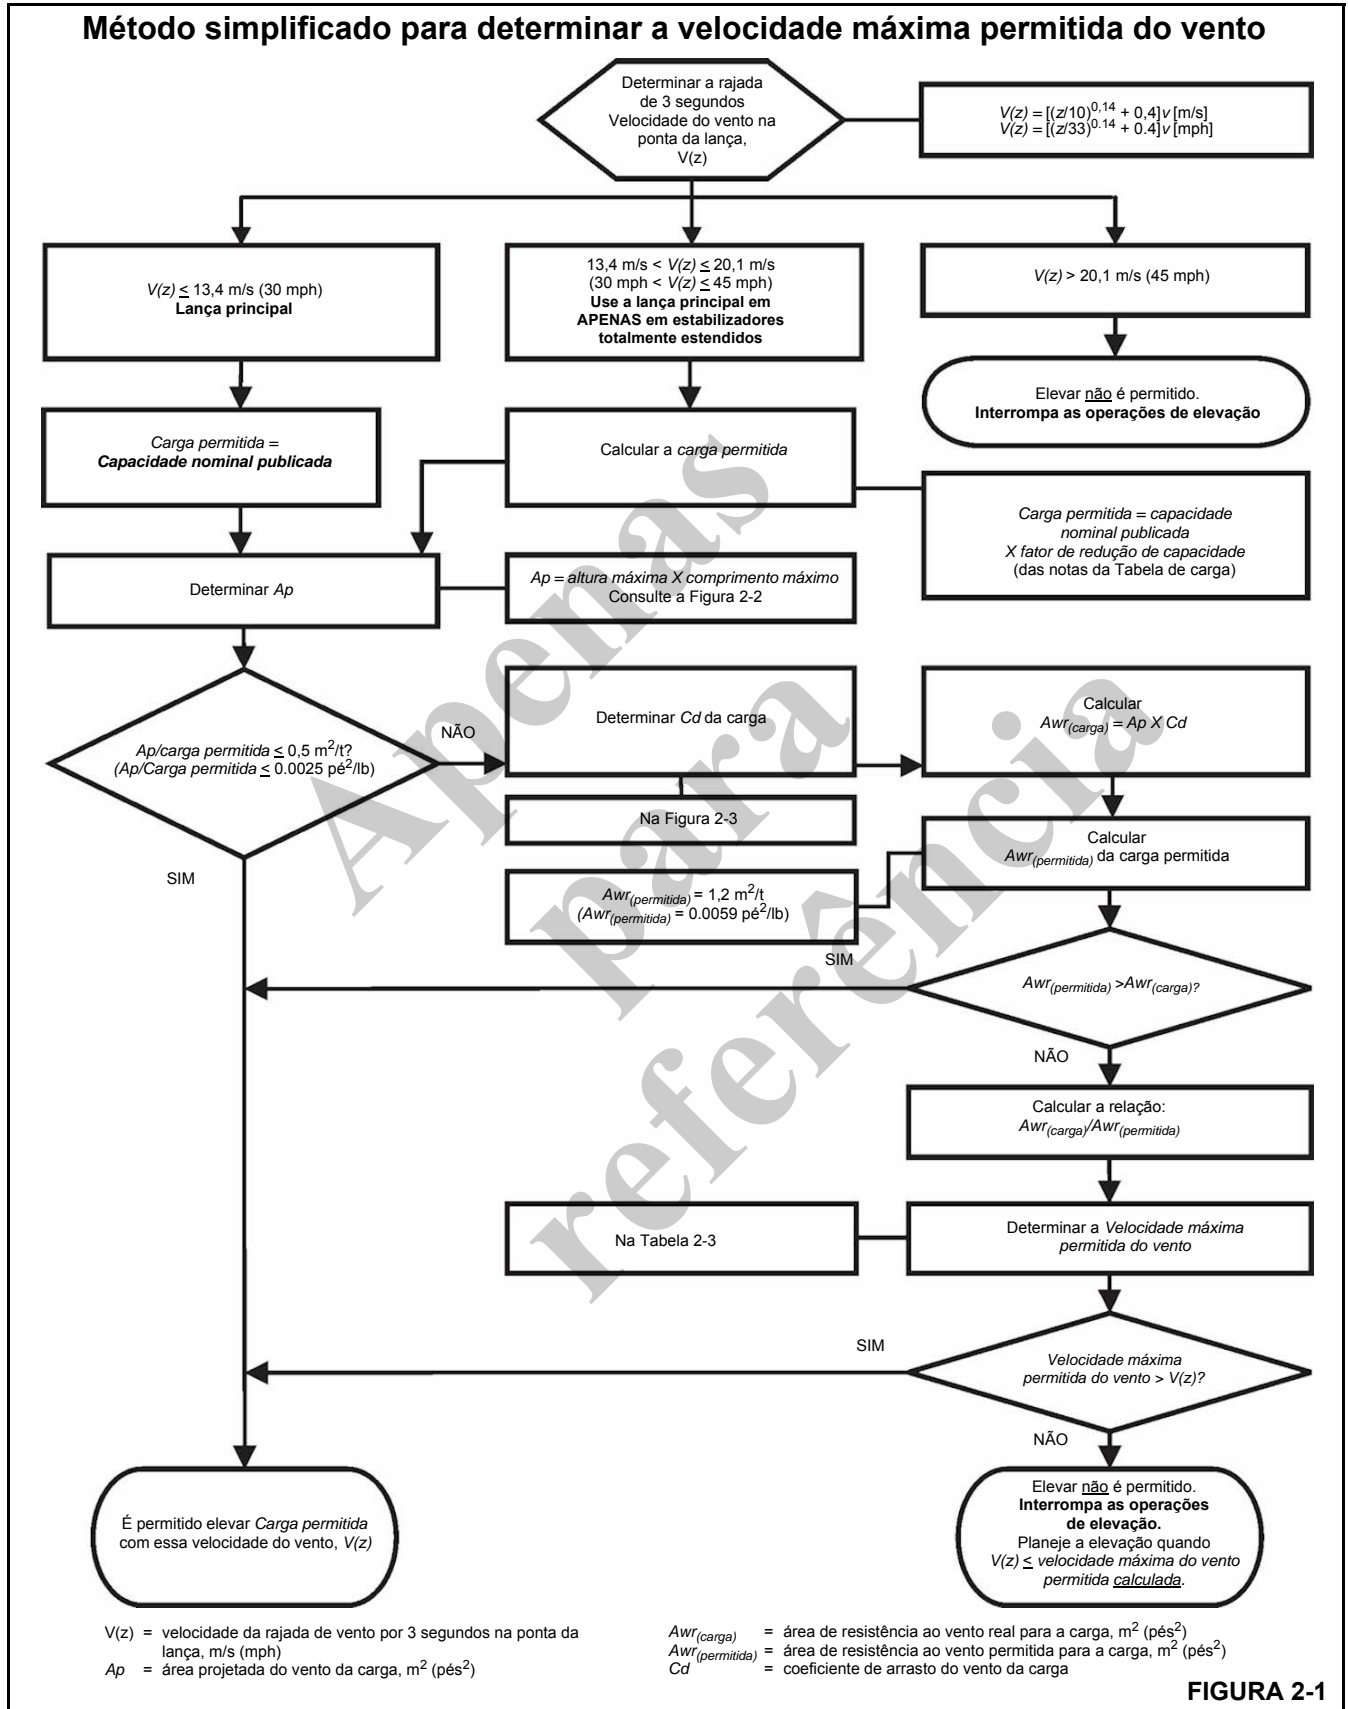 Método simplificado para determinar a velocidade máxima permitida do vento
Determinar a rajada
de 3 segundos
Velocidade do vento na
ponta da lança,
V(z)
V(z) = [(z/10)^0,14 + 0,4]v [m/s]
V(z) = [(z/33)^0.14 + 0.4]v [mph]
V(z) ≤ 13,4 m/s (30 mph)
Lança principal
13,4 m/s < V(z) ≤ 20,1 m/s
(30 mph < V(z) ≤ 45 mph)
Use a lança principal em
APENAS em estabilizadores
totalmente estendidos
V(z) > 20,1 m/s (45 mph)
Elevar não é permitido.
Interrompa as operações de elevação
Carga permitida =
Capacidade nominal publicada
Calcular a carga permitida
Carga permitida = capacidade
nominal publicada
X fator de redução de capacidade
(das notas da Tabela de carga)
Determinar Ap
Ap = altura máxima X comprimento máximo
Consulte a Figura 2-2
Ap/carga permitida ≤ 0,5 m²/t?
(Ap/Carga permitida ≤ 0.0025 pé²/lb)
NÃO
SIM
Determinar Cd da carga
Na Figura 2-3
Calcular
Awr(carga) = Ap X Cd
Calcular
Awr(permitida) da carga permitida
Awr(permitida) = 1,2 m²/t
(Awr(permitida) = 0.0059 pé²/lb)
SIM
Awr(permitida) >Awr(carga)?
NÃO
Calcular a relação:
Awr(carga)/Awr(permitida)
Na Tabela 2-3
Determinar a Velocidade máxima
permitida do vento
SIM
Velocidade máxima
permitida do vento > V(z)?
NÃO
É permitido elevar Carga permitida
com essa velocidade do vento, V(z)
Elevar não é permitido.
Interrompa as operações
de elevação.
Planeje a elevação quando
V(z) ≤ velocidade máxima do vento
permitida calculada.
V(z) = velocidade da rajada de vento por 3 segundos na ponta da
lança, m/s (mph)
Ap = área projetada do vento da carga, m² (pés²)
Awr(carga) = área de resistência ao vento real para a carga, m² (pés²)
Awr(permitida) = área de resistência ao vento permitida para a carga, m² (pés²)
Cd = coeficiente de arrasto do vento da carga
FIGURA 2-1
Apenas
para
referência